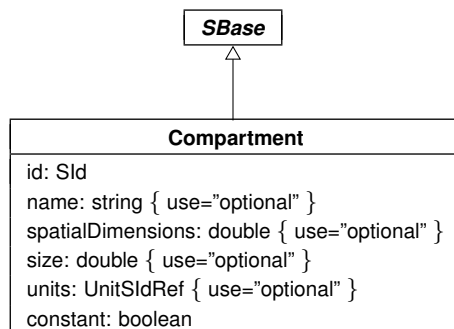 SBase
Compartment
id: SId
name: string { use=”optional” }
spatialDimensions: double { use=”optional” }
size: double { use=”optional” }
units: UnitSIdRef { use=”optional” }
constant: boolean